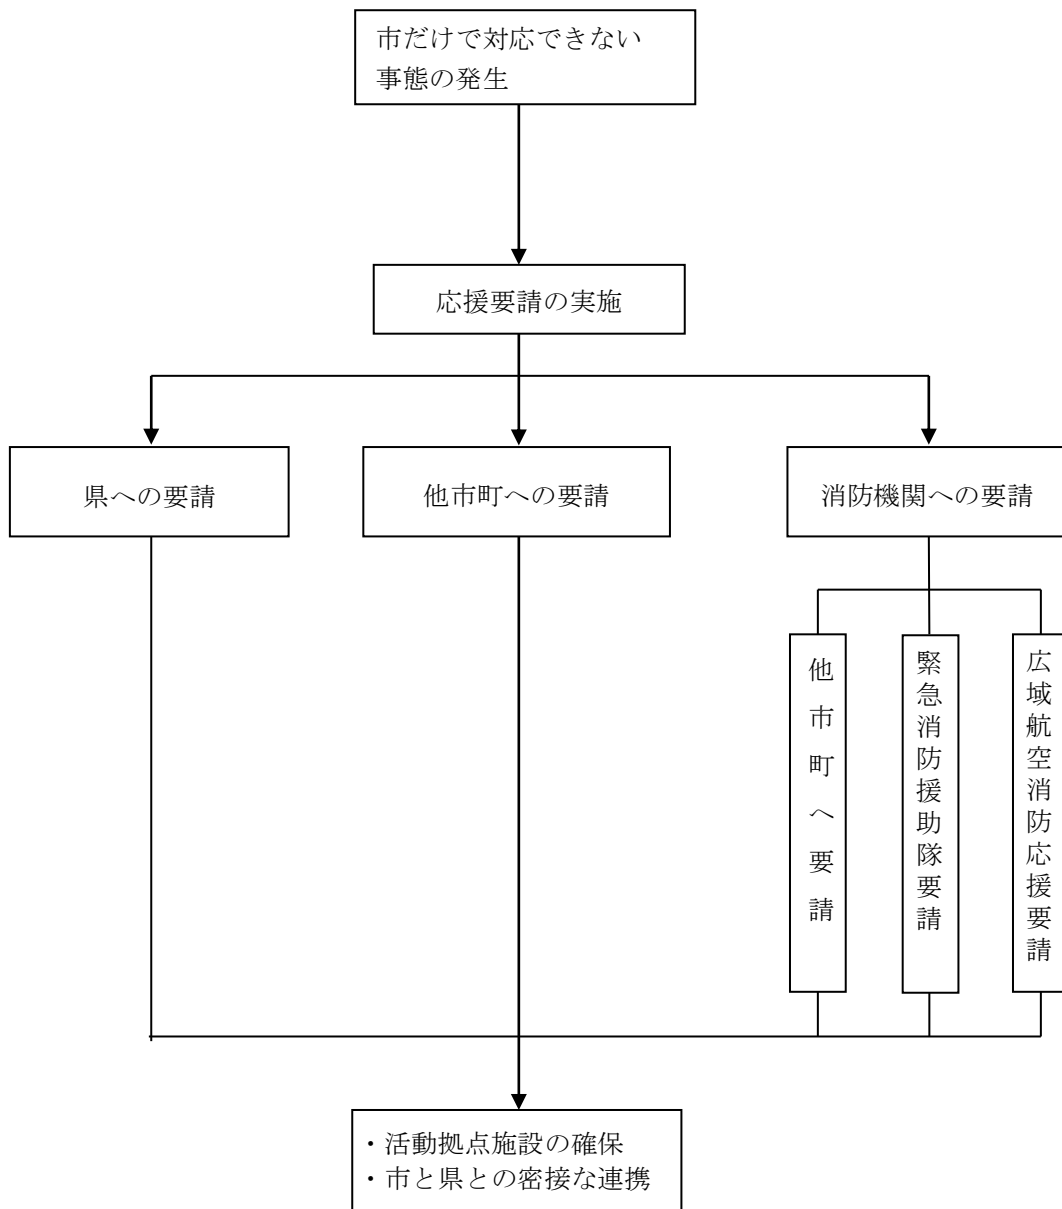 市だけで対応できない
事態の発生
応援要請の実施
県への要請
他市町への要請
消防機関への要請
他市町へ要請
緊急消防援助隊要請
広域航空消防応援要請
・活動拠点施設の確保
・市と県との密接な連携